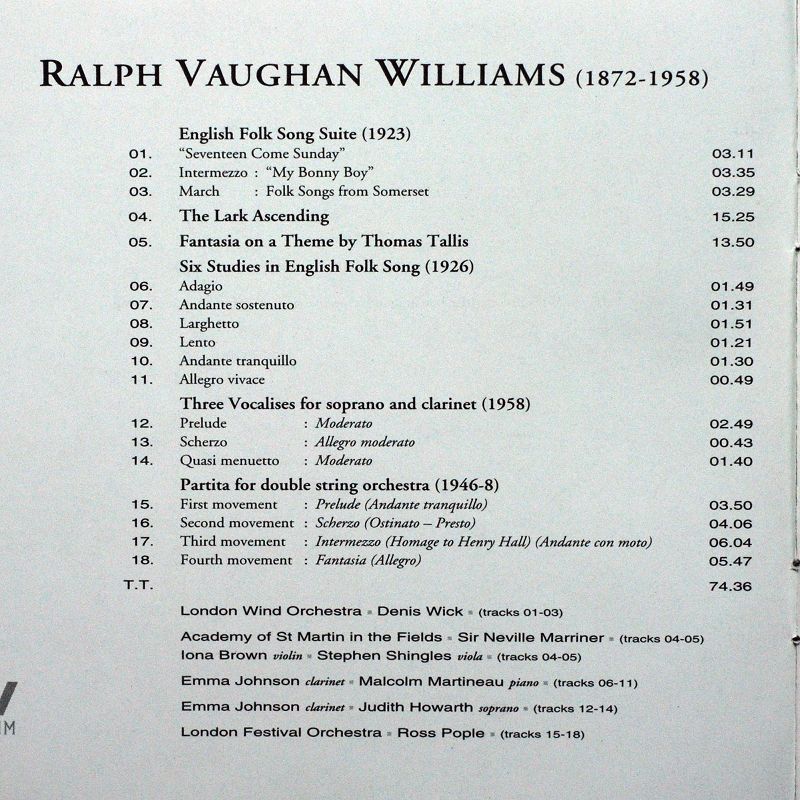 RALPH VAUGHAN WILLIAMS (1872-1958)
English Folk Song Suite (1923)
01. “Seventeen Come Sunday” 03.11
02. Intermezzo : “My Bonny Boy” 03.35
03. March : Folk Songs from Somerset 03.29
04. The Lark Ascending 15.25
05. Fantasia on a Theme by Thomas Tallis 13.50
Six Studies in English Folk Song (1926)
06. Adagio 01.49
07. Andante sostenuto 01.31
08. Larghetto 01.51
09. Lento 01.21
10. Andante tranquillo 01.30
11. Allegro vivace 00.49
Three Vocalises for soprano and clarinet (1958)
12. Prelude : Moderato 02.49
13. Scherzo : Allegro moderato 00.43
14. Quasi menuetto : Moderato 01.40
Partita for double string orchestra (1946-8)
15. First movement : Prelude (Andante tranquillo) 03.50
16. Second movement : Scherzo (Ostinato – Presto) 04.06
17. Third movement : Intermezzo (Homage to Henry Hall) (Andante con moto) 06.04
18. Fourth movement : Fantasia (Allegro) 05.47
T.T. 74.36
London Wind Orchestra ▪ Denis Wick ▪ (tracks 01-03)
Academy of St Martin in the Fields ▪ Sir Neville Marriner ▪ (tracks 04-05)
Iona Brown violin ▪ Stephen Shingles viola ▪ (tracks 04-05)
Emma Johnson clarinet ▪ Malcolm Martineau piano ▪ (tracks 06-11)
Emma Johnson clarinet ▪ Judith Howarth soprano ▪ (tracks 12-14)
London Festival Orchestra ▪ Ross Pople ▪ (tracks 15-18)